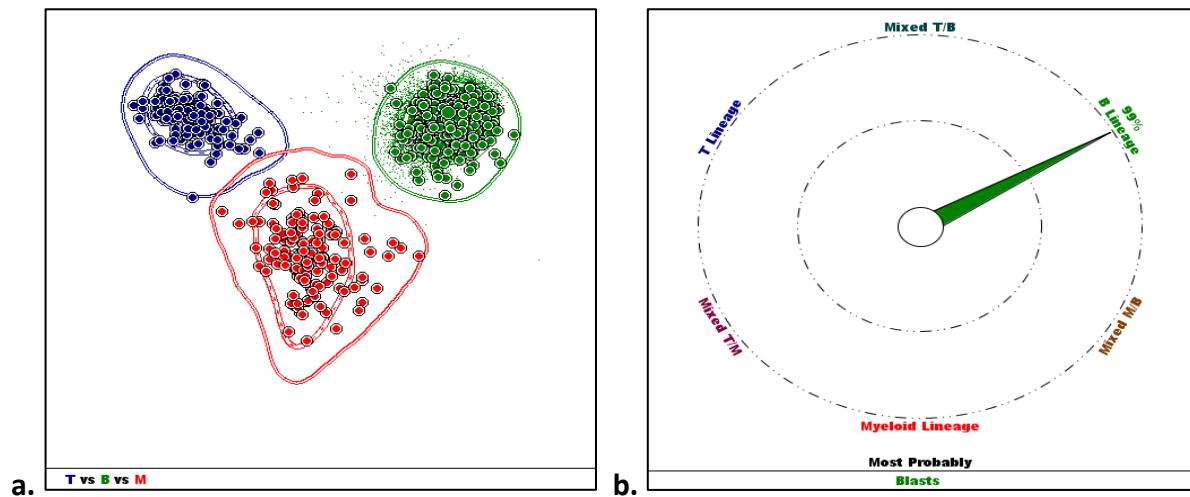 a.
T vs B vs M
b.
Mixed T/B
T Lineage
99%
B Lineage
Mixed T/M
Mixed M/B
Myeloid Lineage
Most Probably
Blasts